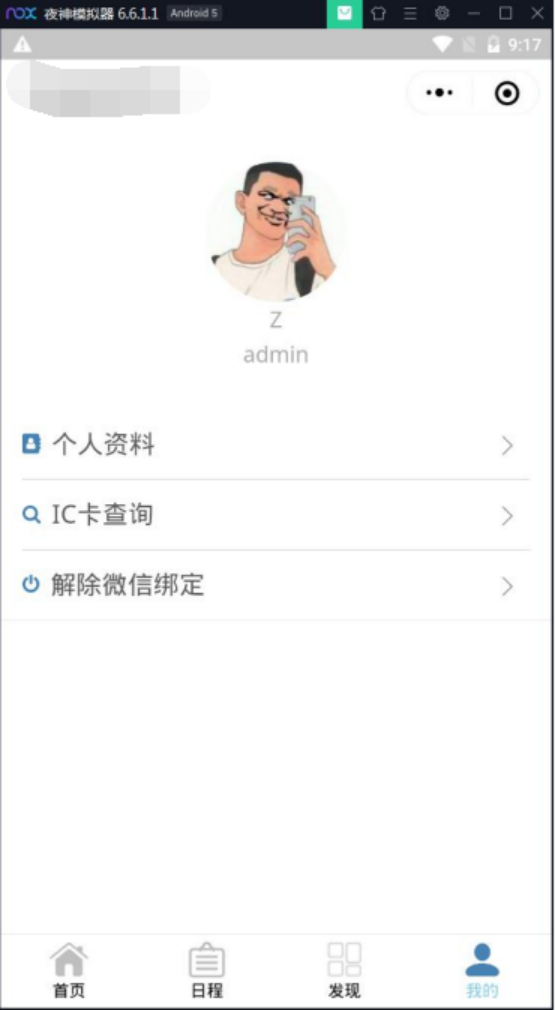 nox 夜神模拟器 6.6.1.1 Android 5
9:17
Z
admin
个人资料
IC卡查询
解除微信绑定
首页 日程 发现 我的